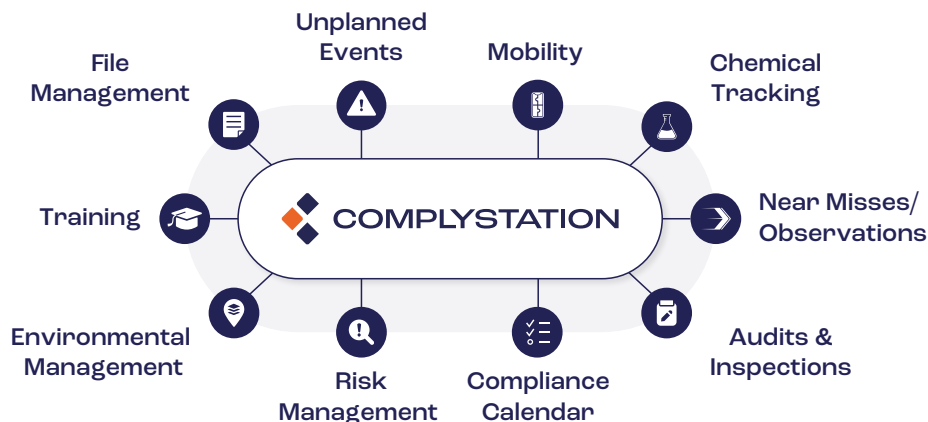 Unplanned
Events
Mobility
File
Management
Chemical
Tracking
Training
COMPLYSTATION
Near Misses/
Observations
Environmental
Management
Risk
Management
Compliance
Calendar
Audits &
Inspections